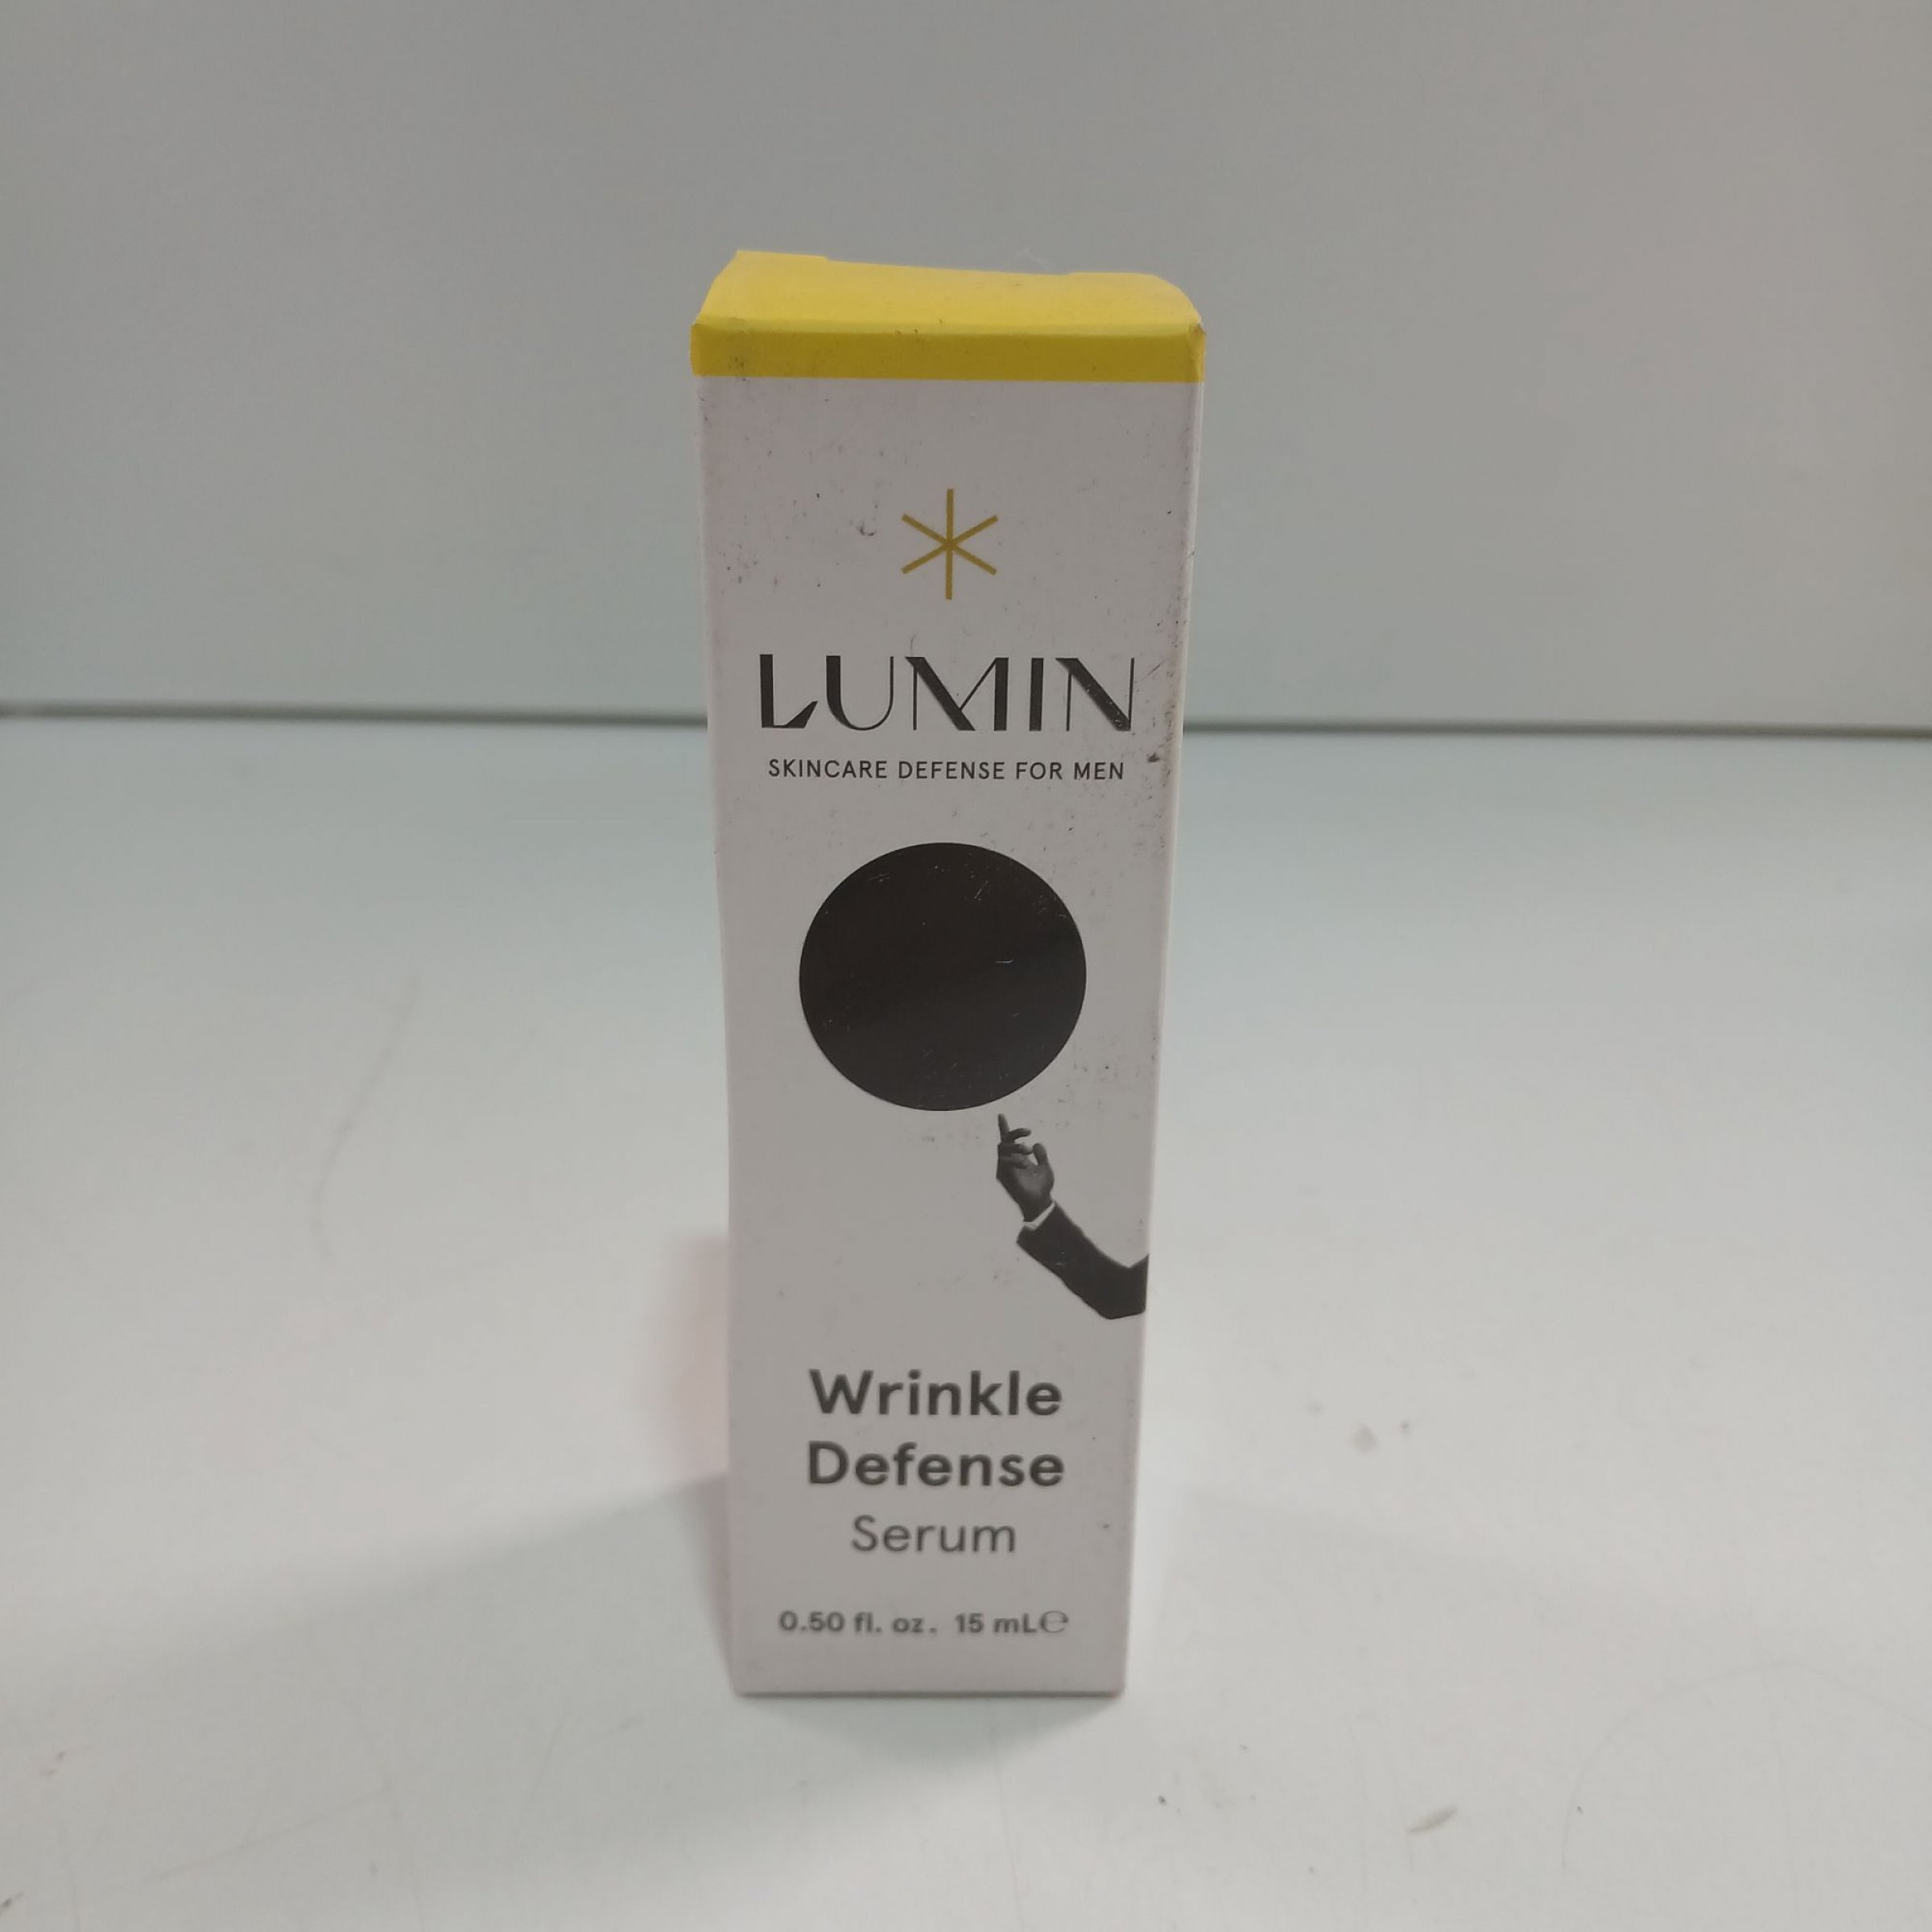 LUMIN
SKINCARE DEFENSE FOR MEN
Wrinkle
Defense
Serum
0.50 fl. oz. 15 mL℮